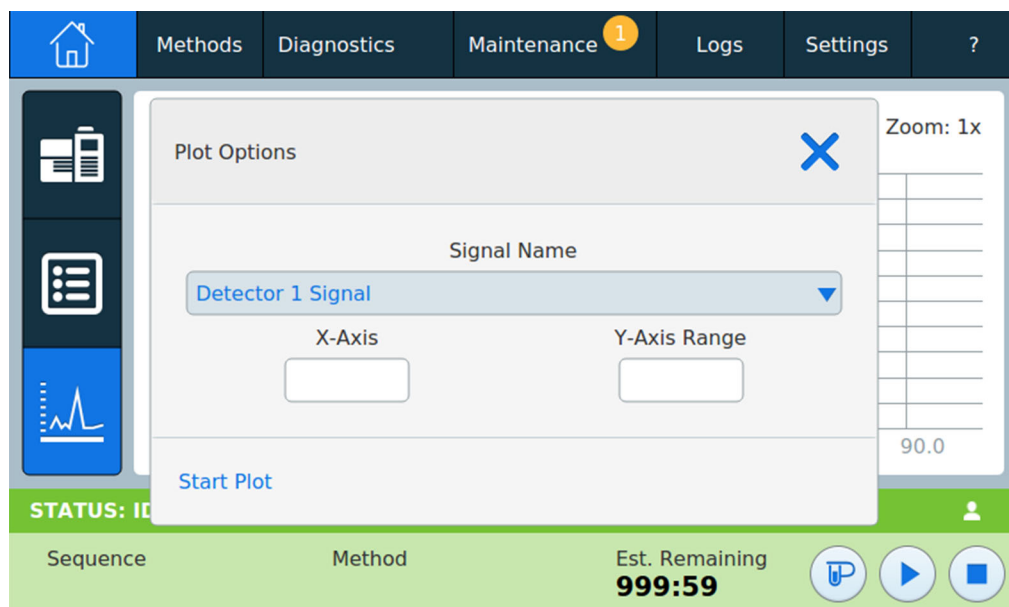 Methods Diagnostics Maintenance 1 Logs Settings ?
Zoom: 1x
Plot Options
Signal Name
Detector 1 Signal
X-Axis Y-Axis Range
90.0
Start Plot
STATUS:
Sequence Method Est. Remaining
999:59